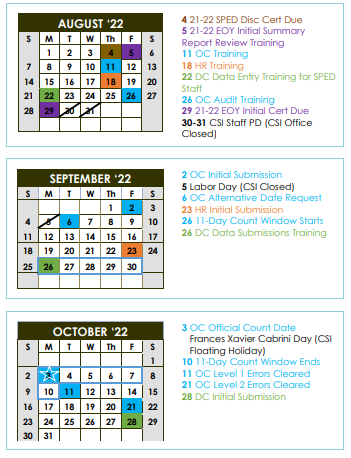 AUGUST '22
S M T W Th F S
1 2 3 4 5 6
7 8 9 10 11 12 13
14 15 16 17 18 19 20
21 22 23 24 25 26 27
28 29 30 31
4 21-22 SPED Disc Cert Due
5 21-22 EOY Initial Summary
Report Review Training
11 OC Training
18 HR Training
22 DC Data Entry Training for SPED
Staff
26 OC Audit Training
29 21-22 EOY Initial Cert Due
30-31 CSI Staff PD (CSI Office
Closed)
SEPTEMBER '22
S M T W Th F S
1 2 3
4 5 6 7 8 9 10
11 12 13 14 15 16 17
18 19 20 21 22 23 24
25 26 27 28 29 30
2 OC Initial Submission
5 Labor Day (CSI Closed)
6 OC Alternative Date Request
23 HR Initial Submission
26 11-Day Count Window Starts
26 DC Data Submissions Training
OCTOBER '22
S M T W Th F S
1
2 3 4 5 6 7 8
9 10 11 12 13 14 15
16 17 18 19 20 21 22
23 24 25 26 27 28 29
30 31
3 OC Official Count Date
Frances Xavier Cabrini Day (CSI
Floating Holiday)
10 11-Day Count Window Ends
11 OC Level 1 Errors Cleared
21 OC Level 2 Errors Cleared
28 DC Initial Submission